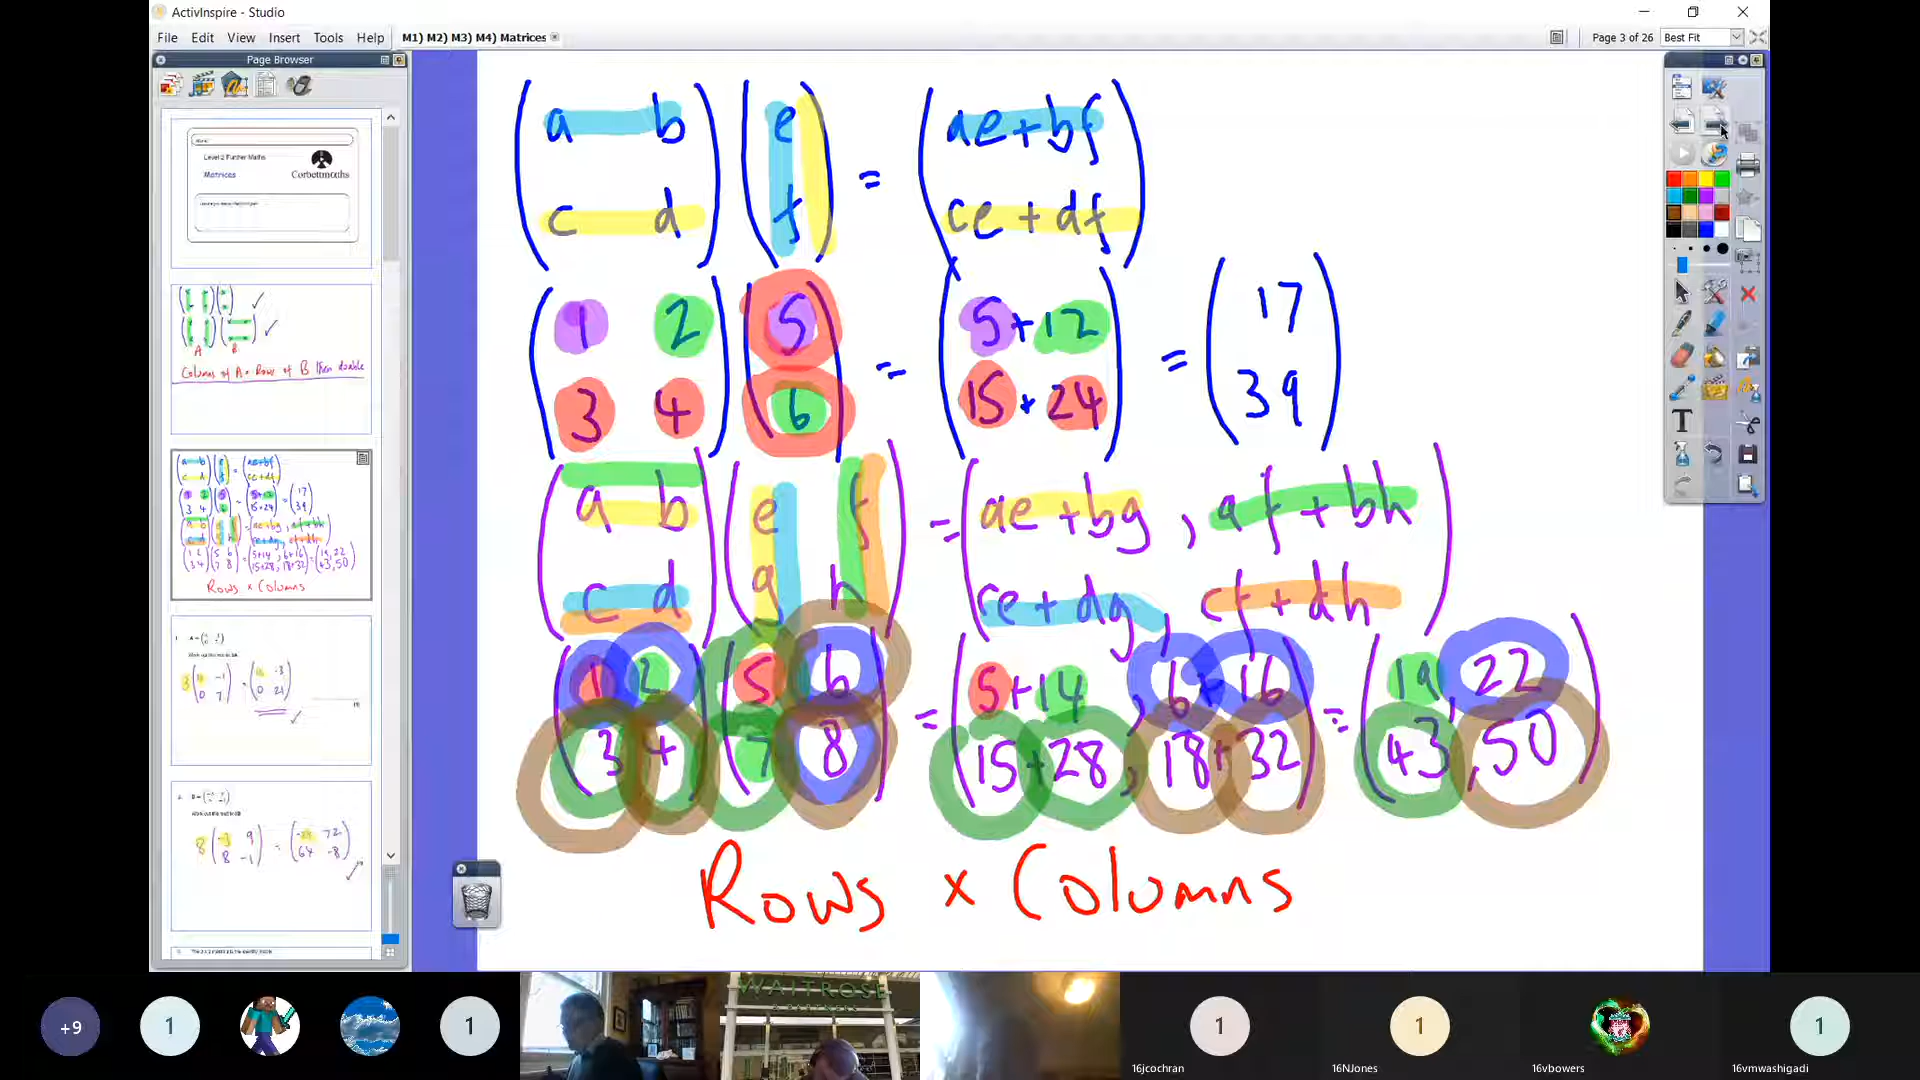 ActivInspire - Studio
File Edit View Insert Tools Help
M1) M2) M3) M4) Matrices
Page 3 of 26
Best Fit
Page Browser
Level 2 Further Maths
Matrices
Corbettmaths
A B
Columns of A = Rows of B then doable
Rows x Columns
a b e = ae+bf
c d f ce + df
1 2 5 = 5+12 = 17
3 4 6 15+24 39
a b e f = ae+bg , af + bh
c d g h ce+dg, cf + dh
1 2 5 6 = 5+14 , 6+16 = 19, 22
3 4 7 8 15+28, 18+32 43, 50
Rows x Columns
WAITROSE
+9
1
1
1
1
1
16jcochran
16NJones
16vbowers
16vmwashigadi